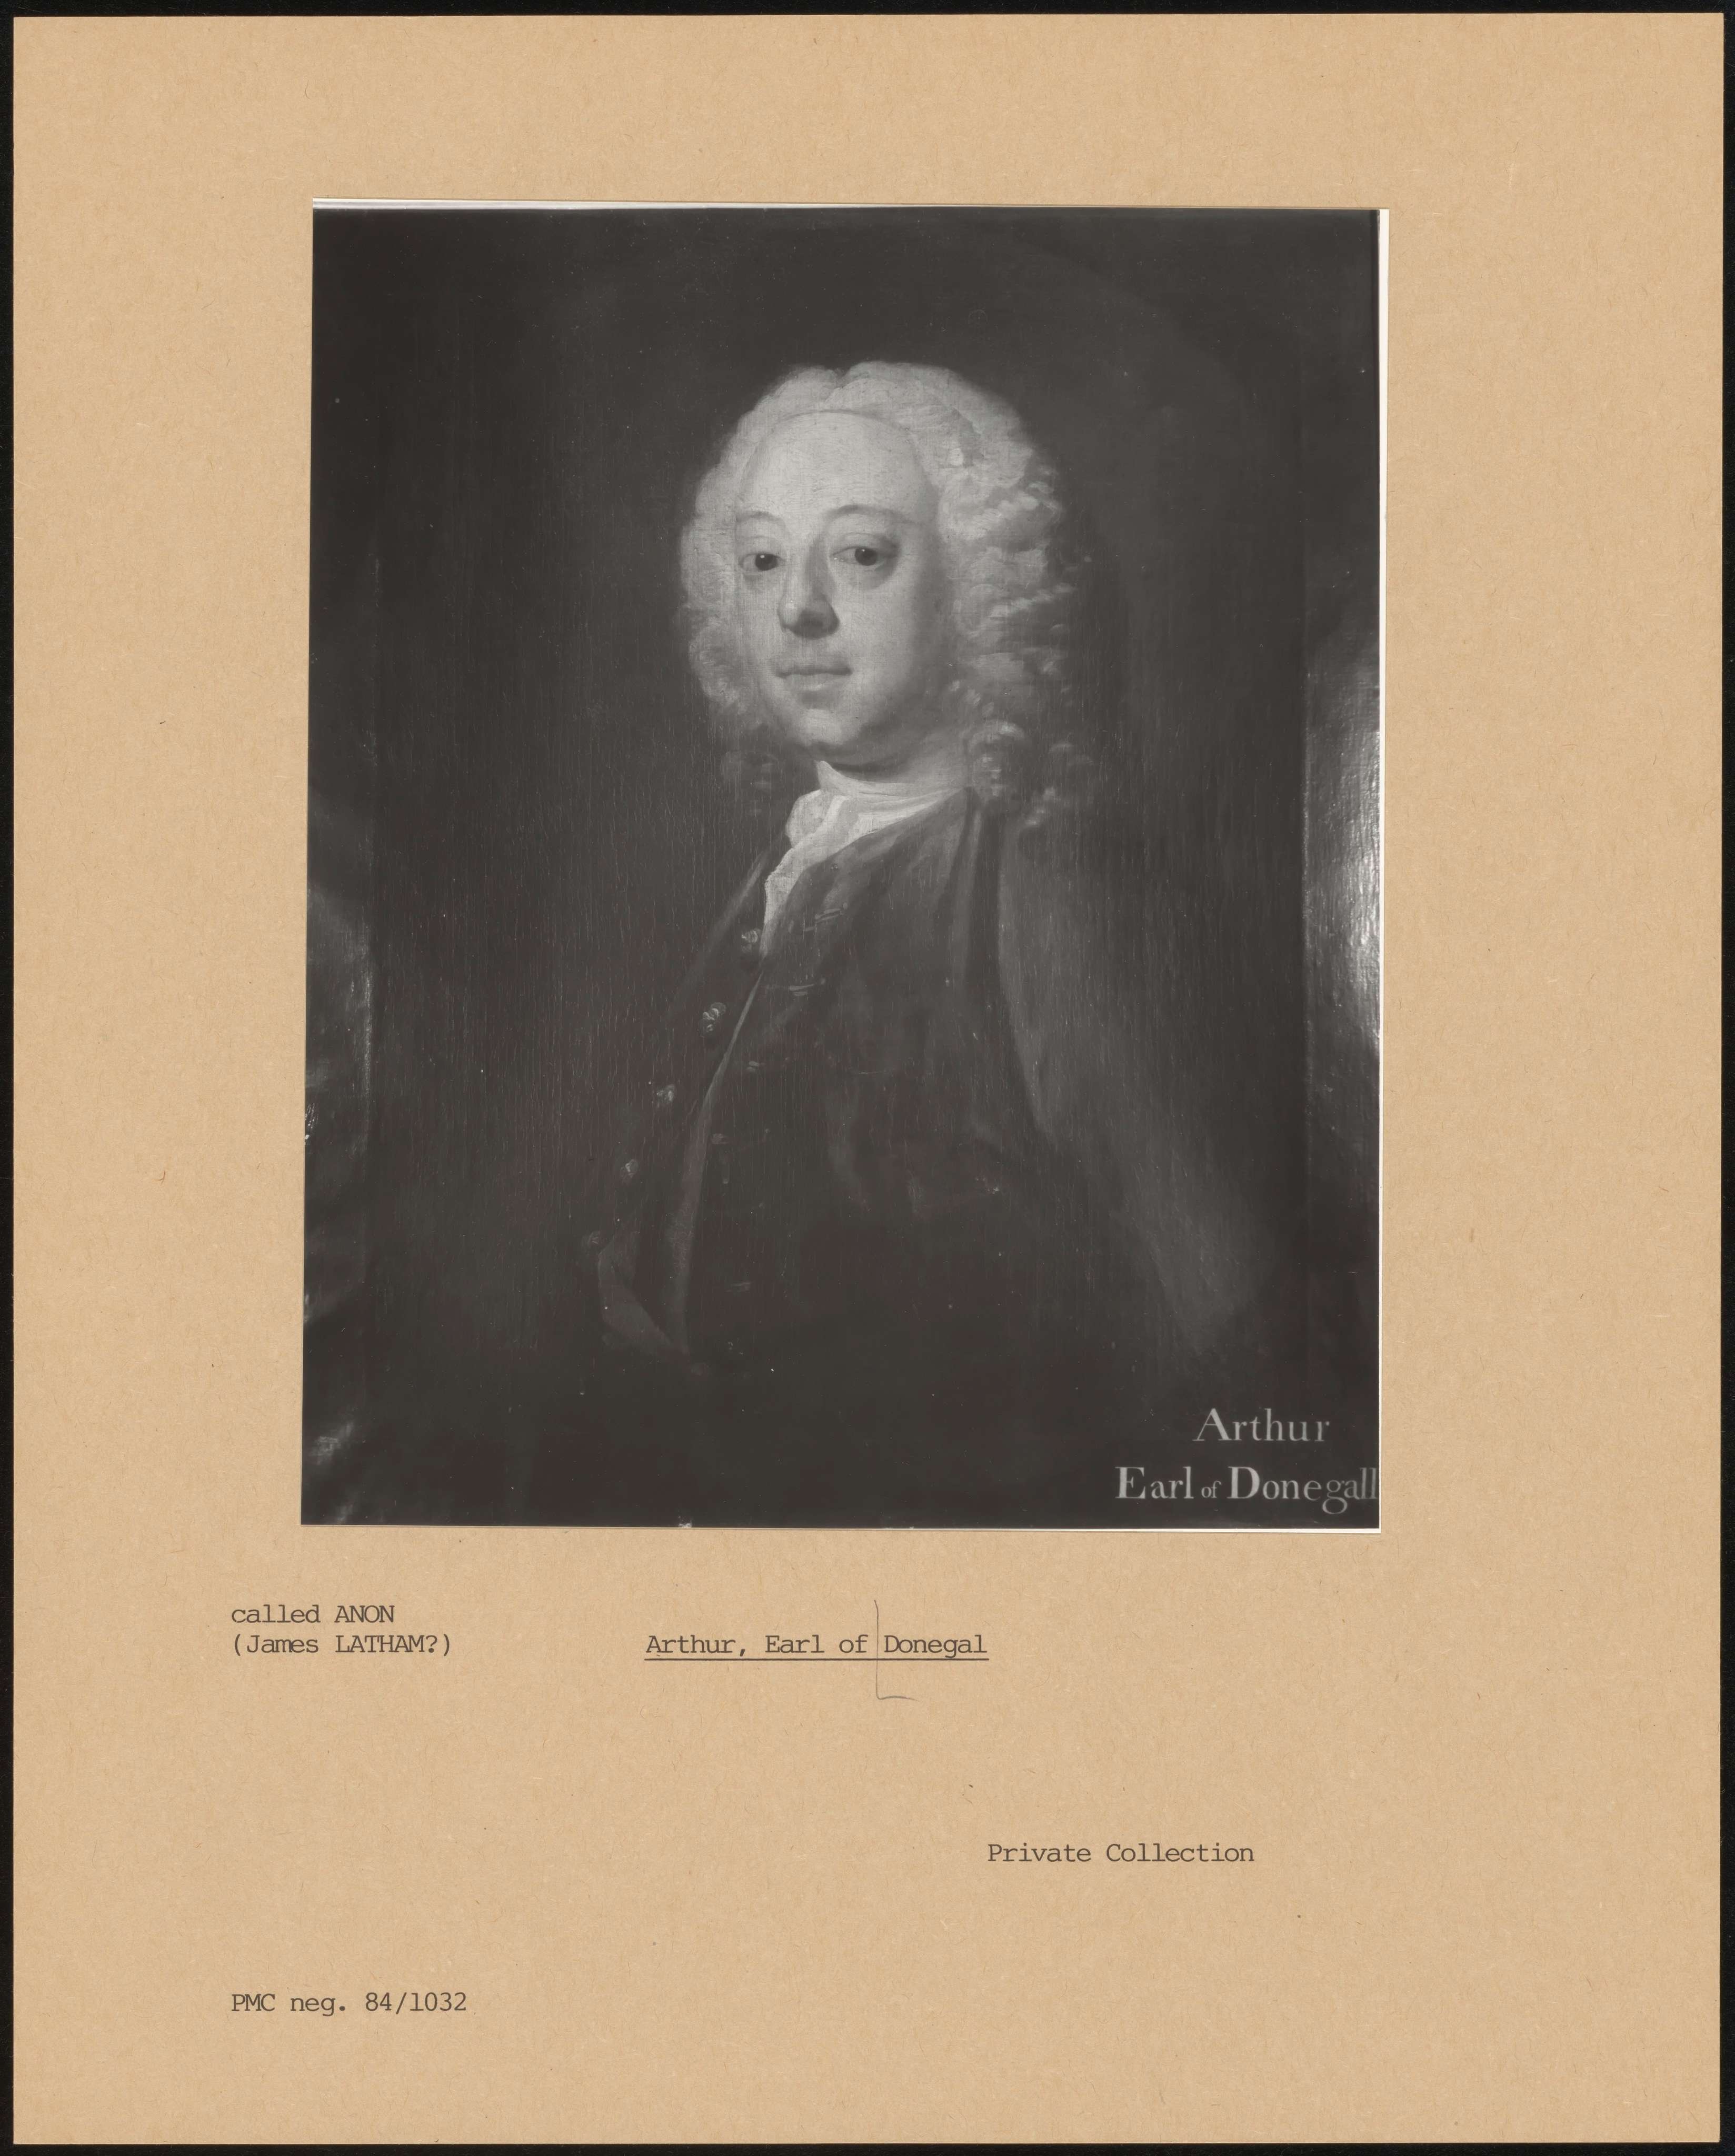 Arthur
Earl of Donegall
called ANON
(James LATHAM?)
Arthur, Earl of Donegal
Private Collection
PMC neg. 84/1032